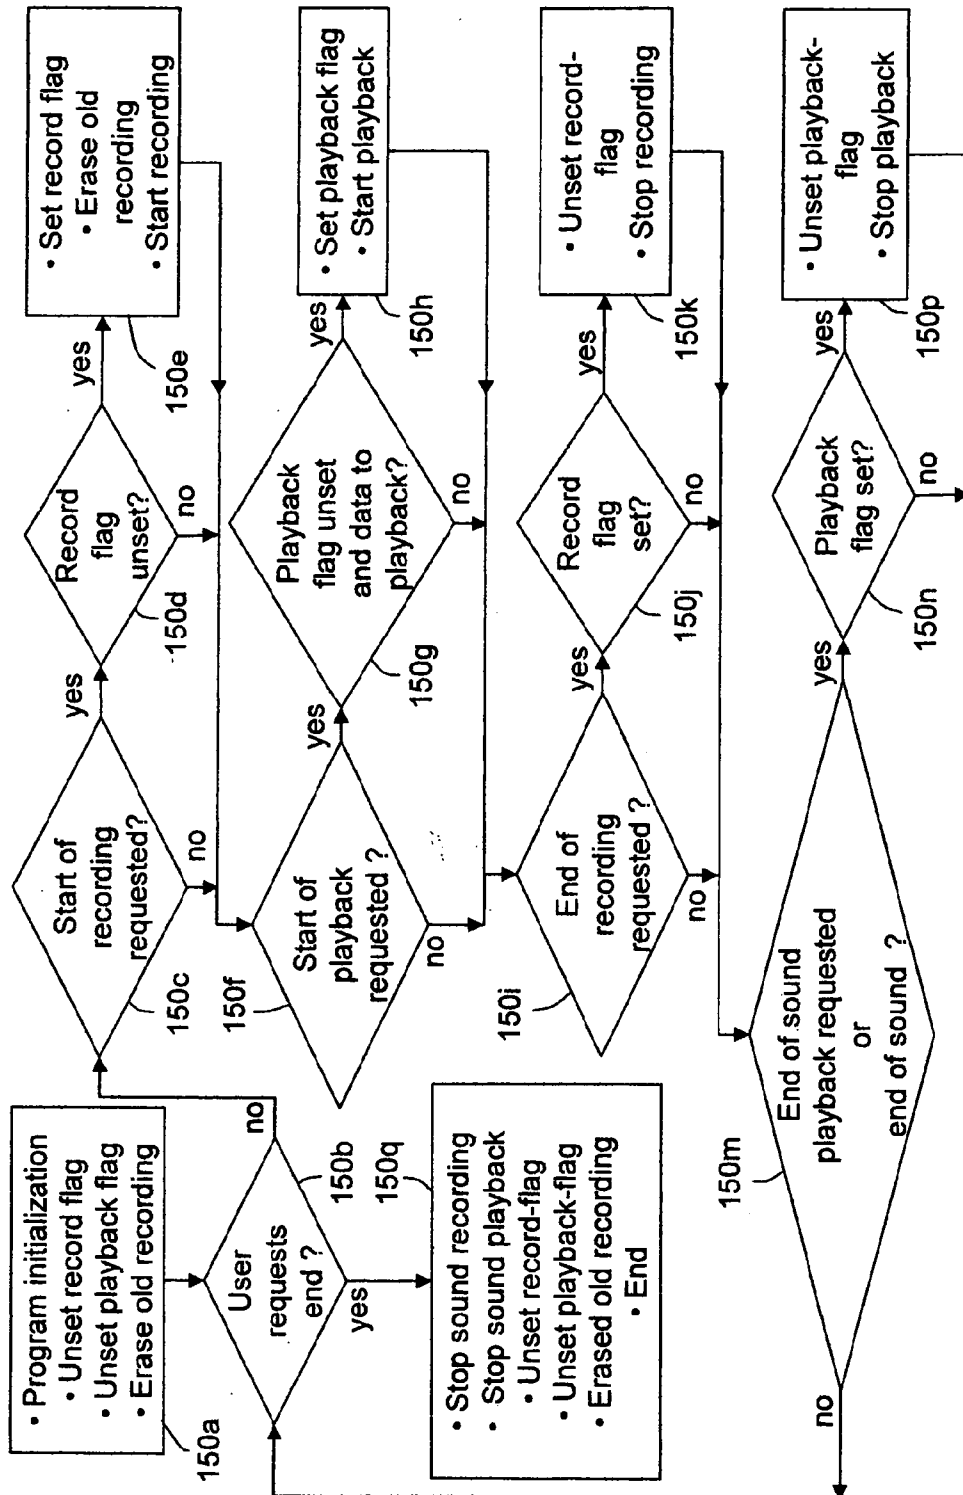 • Program initialization
• Unset record flag
• Unset playback flag
• Erase old recording
150a
User
requests
end ?
150b
no
yes
150q
• Stop sound recording
• Stop sound playback
• Unset record-flag
• Unset playback-flag
• Erased old recording
• End
Start of
recording
requested?
150c
yes
no
Record
flag
unset?
150d
yes
no
• Set record flag
• Erase old
recording
• Start recording
150e
Start of
playback
requested ?
150f
yes
no
Playback
flag unset
and data to
playback?
150g
yes
no
• Set playback flag
• Start playback
150h
End of
recording
requested ?
150i
yes
no
Record
flag
set?
150j
yes
no
• Unset record-
flag
• Stop recording
150k
End of sound
playback requested
or
end of sound ?
150m
yes
no
Playback
flag set?
150n
yes
no
• Unset playback-
flag
• Stop playback
150p